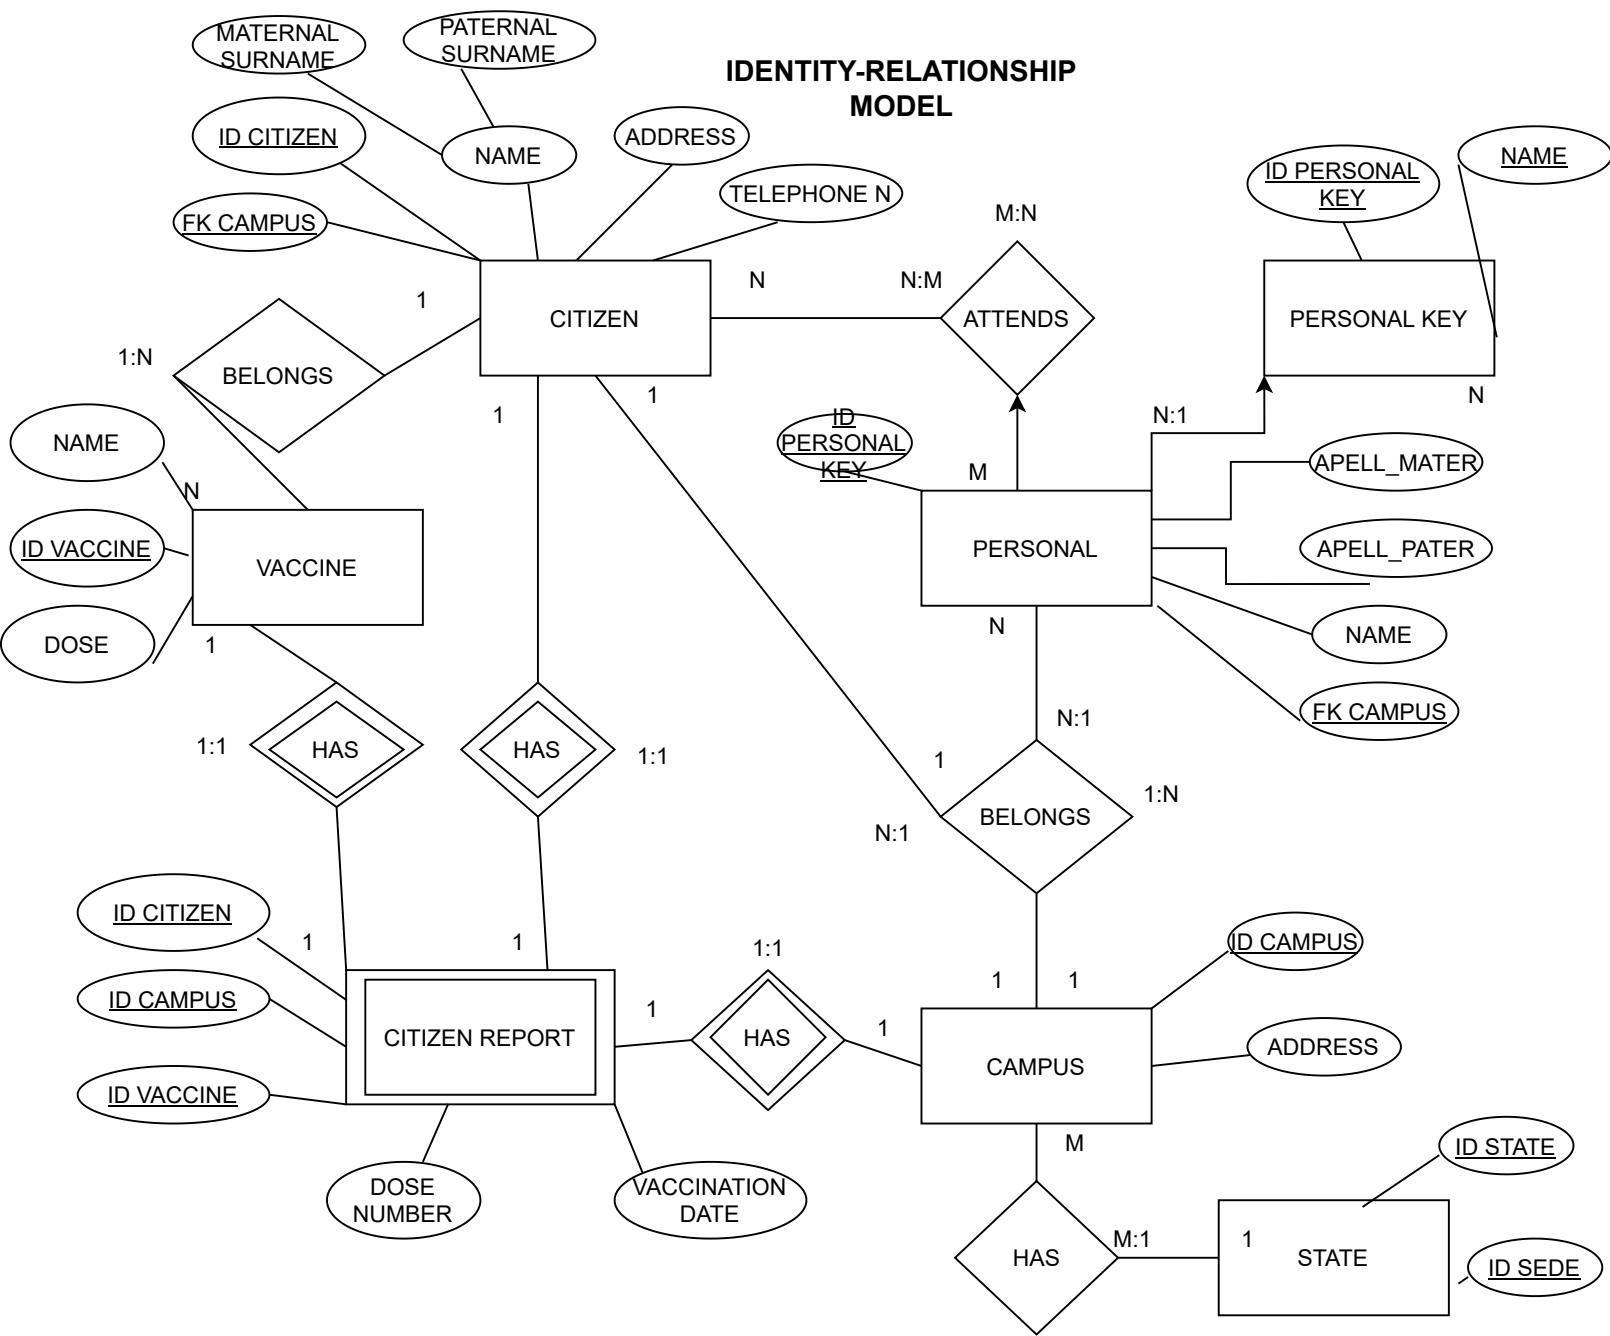 MATERNAL
SURNAME
PATERNAL
SURNAME
IDENTITY-RELATIONSHIP
MODEL
ID CITIZEN
NAME
ADDRESS
TELEPHONE N
FK CAMPUS
ID PERSONAL
KEY
NAME
M:N
N
N:M
1
CITIZEN
ATTENDS
PERSONAL KEY
1:N
BELONGS
1
1
N:1
N
NAME
N
ID VACCINE
VACCINE
DOSE
1
ID
PERSONAL
KEY
M
APELL_MATER
PERSONAL
APELL_PATER
N
NAME
FK CAMPUS
N:1
1:1
HAS
HAS
1:1
1
BELONGS
1:N
N:1
ID CITIZEN
1
1
1:1
1
1
ID CAMPUS
ID CAMPUS
1
HAS
1
CITIZEN REPORT
CAMPUS
ADDRESS
ID VACCINE
M
DOSE
NUMBER
VACCINATION
DATE
ID STATE
HAS
M:1
1
STATE
ID SEDE